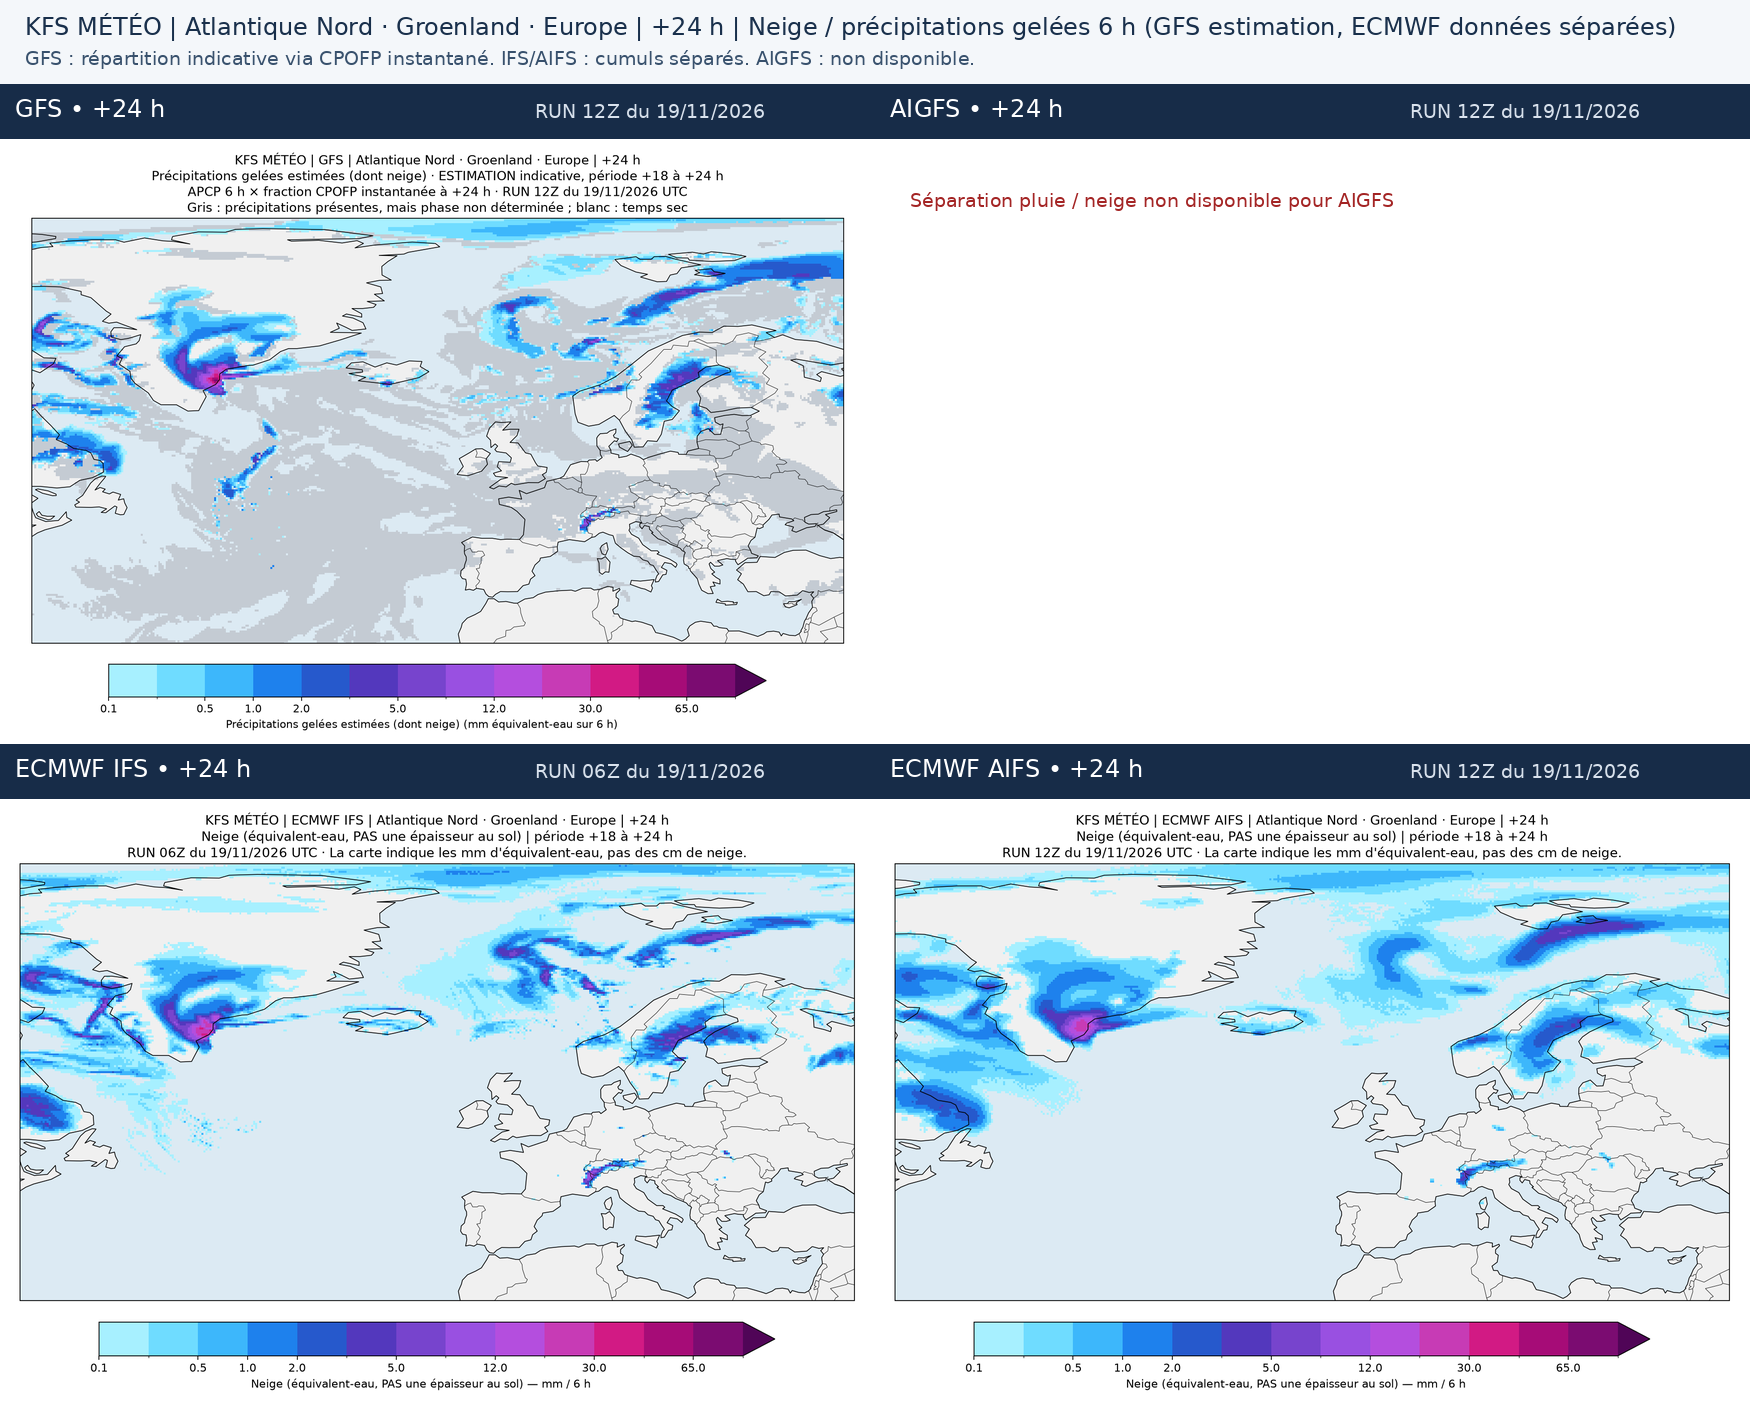 KFS MÉTÉO | Atlantique Nord · Groenland · Europe | +24 h | Neige / précipitations gelées 6 h (GFS estimation, ECMWF données séparées)
GFS : répartition indicative via CPOFP instantané. IFS/AIFS : cumuls séparés. AIGFS : non disponible.
GFS • +24 h
RUN 12Z du 19/11/2026
AIGFS • +24 h
RUN 12Z du 19/11/2026
KFS MÉTÉO | GFS | Atlantique Nord · Groenland · Europe | +24 h
Précipitations gelées estimées (dont neige) · ESTIMATION indicative, période +18 à +24 h
APCP 6 h × fraction CPOFP instantanée à +24 h · RUN 12Z du 19/11/2026 UTC
Gris : précipitations présentes, mais phase non déterminée ; blanc : temps sec
Séparation pluie / neige non disponible pour AIGFS
0.1 0.5 1.0 2.0 5.0 12.0 30.0 65.0
Précipitations gelées estimées (dont neige) (mm équivalent-eau sur 6 h)
ECMWF IFS • +24 h
RUN 06Z du 19/11/2026
ECMWF AIFS • +24 h
RUN 12Z du 19/11/2026
KFS MÉTÉO | ECMWF IFS | Atlantique Nord · Groenland · Europe | +24 h
Neige (équivalent-eau, PAS une épaisseur au sol) | période +18 à +24 h
RUN 06Z du 19/11/2026 UTC · La carte indique les mm d'équivalent-eau, pas des cm de neige.
KFS MÉTÉO | ECMWF AIFS | Atlantique Nord · Groenland · Europe | +24 h
Neige (équivalent-eau, PAS une épaisseur au sol) | période +18 à +24 h
RUN 12Z du 19/11/2026 UTC · La carte indique les mm d'équivalent-eau, pas des cm de neige.
0.1 0.5 1.0 2.0 5.0 12.0 30.0 65.0
Neige (équivalent-eau, PAS une épaisseur au sol) — mm / 6 h
0.1 0.5 1.0 2.0 5.0 12.0 30.0 65.0
Neige (équivalent-eau, PAS une épaisseur au sol) — mm / 6 h